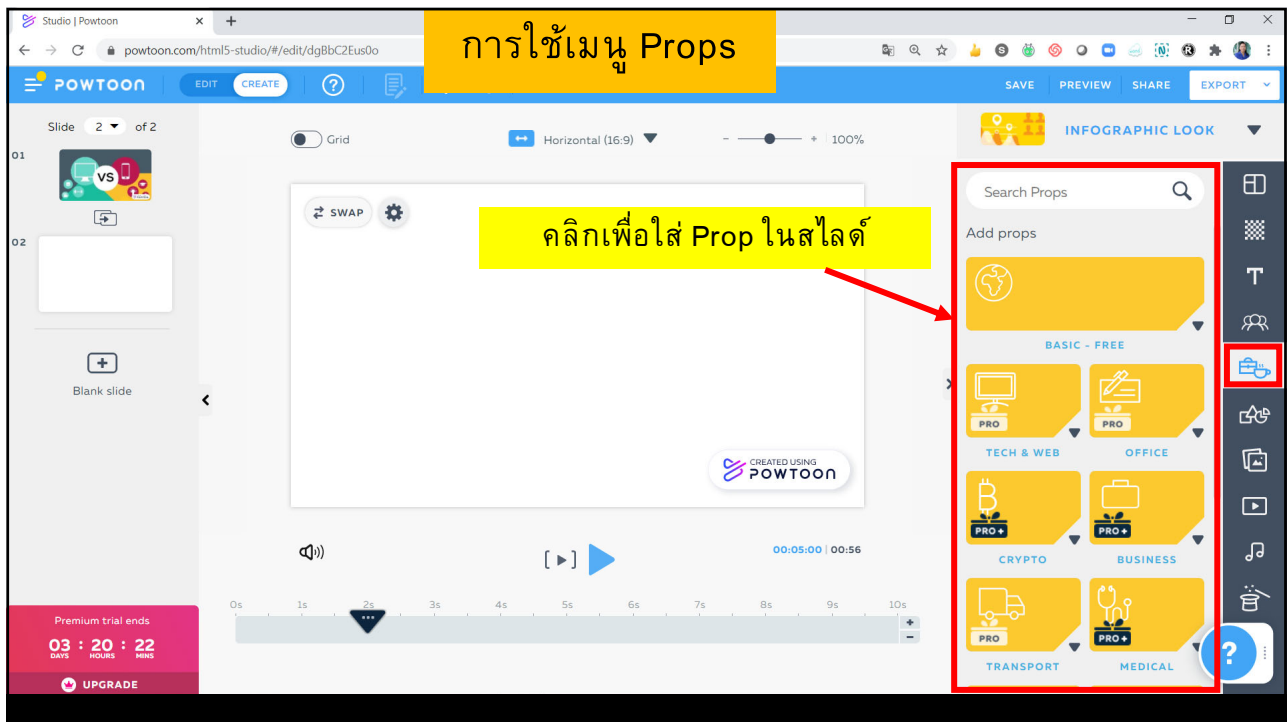 Studio | Powtoon
powtoon.com/html5-studio/#/edit/dgBbC2Eus0o
การใช้เมนู Props
POWTOON
EDIT CREATE
SAVE PREVIEW SHARE EXPORT
Slide 2 of 2
Grid
Horizontal (16:9)
- + 100%
INFOGRAPHIC LOOK
01
VS
SWAP
Search Props
คลิกเพื่อใส่ Prop ในสไลด์
Add props
02
BASIC - FREE
Blank slide
PRO PRO
TECH & WEB OFFICE
CREATED USING
POWTOON
PRO+ PRO+
CRYPTO BUSINESS
00:05:00 | 00:56
0s 1s 2s 3s 4s 5s 6s 7s 8s 9s 10s
PRO PRO+
TRANSPORT MEDICAL
Premium trial ends
03 : 20 : 22
DAYS HOURS MINS
UPGRADE